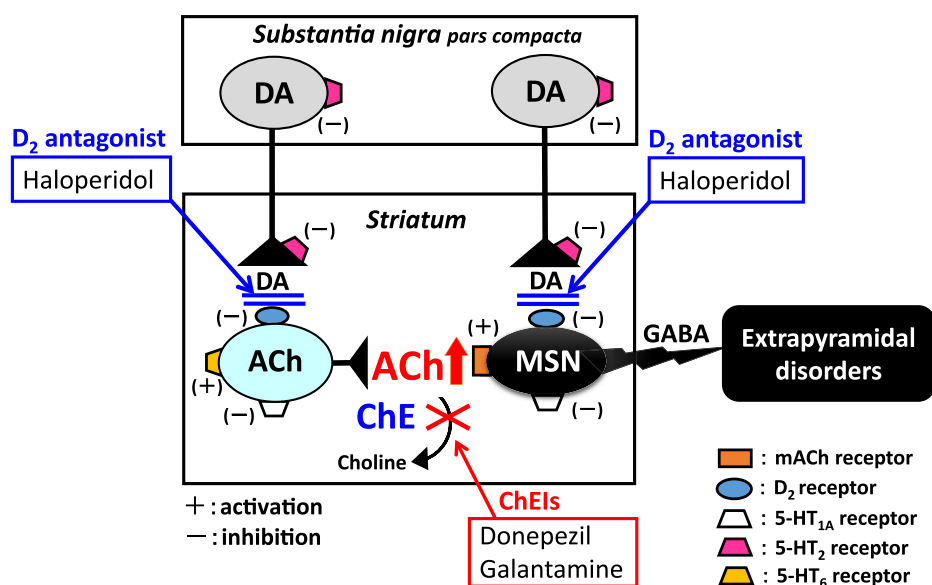 Substantia nigra pars compacta
DA
DA
(−)
(−)
D2 antagonist
Haloperidol
D2 antagonist
Haloperidol
Striatum
(−)
(−)
DA
DA
(−)
(−)
(+)
ACh
ACh
MSN
GABA
Extrapyramidal
disorders
(+)
(−)
(−)
ChE
Choline
ChEIs
Donepezil
Galantamine
+ : activation
− : inhibition
: mACh receptor
: D2 receptor
: 5-HT1A receptor
: 5-HT2 receptor
: 5-HT6 receptor